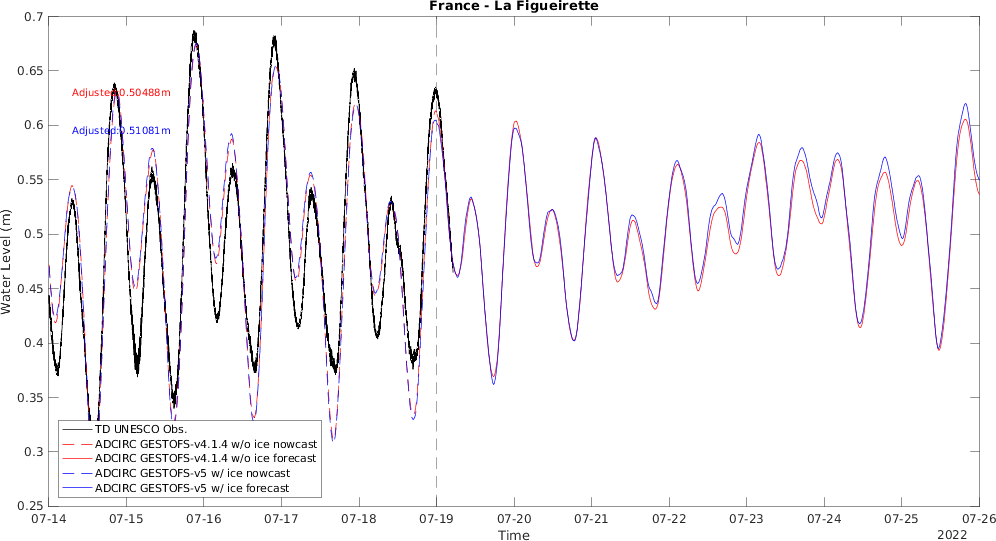 France - La Figueirette
0.7
0.65
0.6
0.55
0.5
0.45
0.4
0.35
0.3
0.25
Water Level (m)
Adjusted:0.50488m
Adjusted:0.51081m
TD UNESCO Obs.
ADCIRC GESTOFS-v4.1.4 w/o ice nowcast
ADCIRC GESTOFS-v4.1.4 w/o ice forecast
ADCIRC GESTOFS-v5 w/ ice nowcast
ADCIRC GESTOFS-v5 w/ ice forecast
07-14 07-15 07-16 07-17 07-18 07-19 07-20 07-21 07-22 07-23 07-24 07-25 07-26
Time
2022